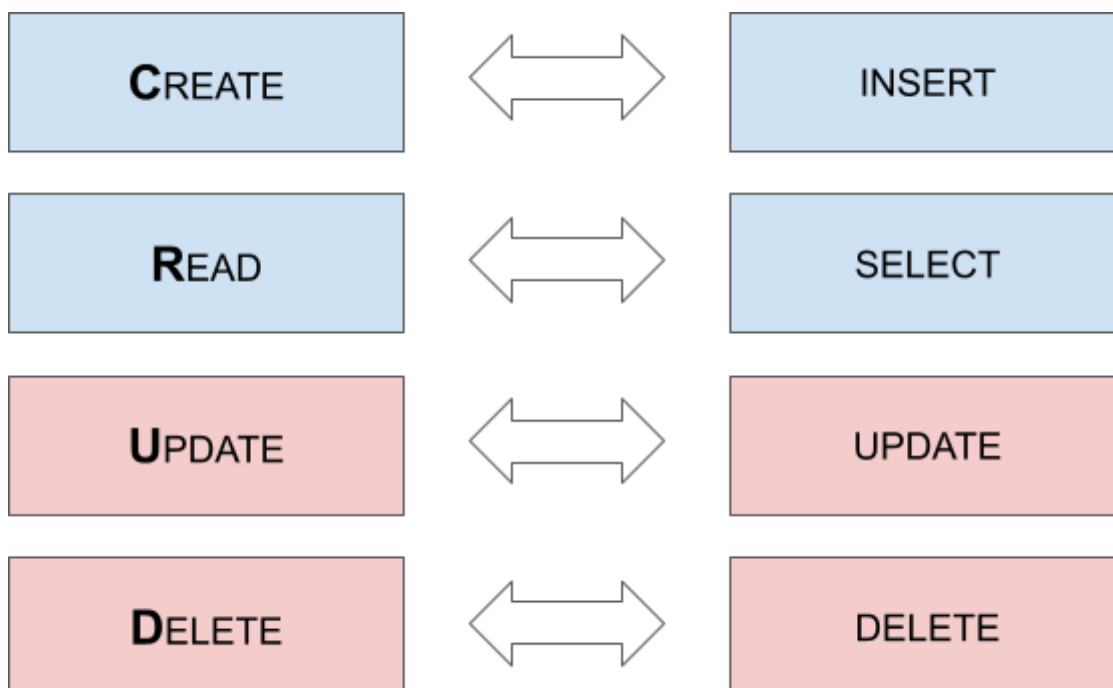 CREATE
INSERT
READ
SELECT
UPDATE
UPDATE
DELETE
DELETE